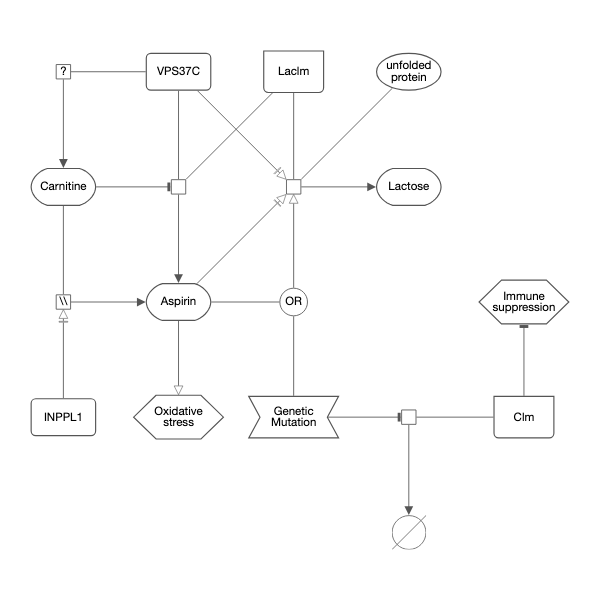 ?
VPS37C
LacIm
unfolded
protein
Carnitine
Lactose
\\
Aspirin
OR
Immune
suppression
INPPL1
Oxidative
stress
Genetic
Mutation
CIm